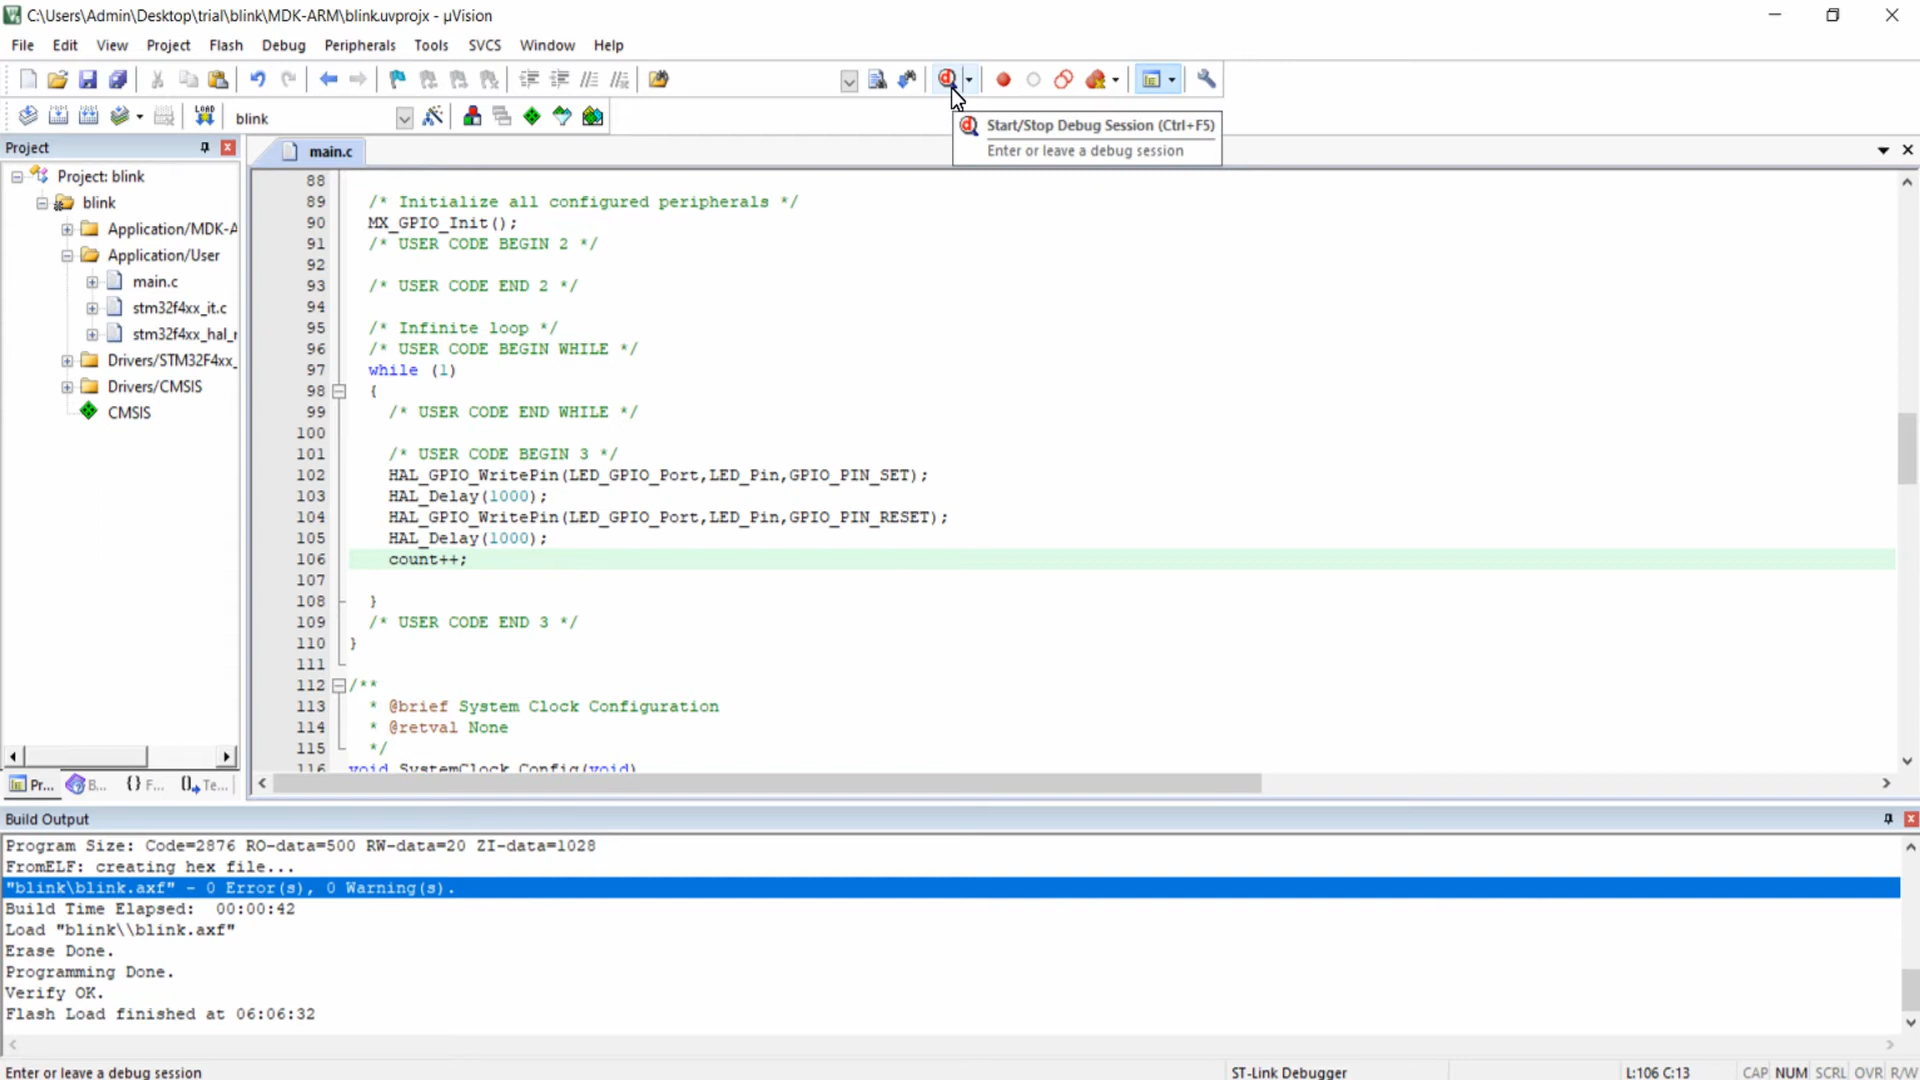 C:\Users\Admin\Desktop\trial\blink\MDK-ARM\blink.uvprojx - µVision
File Edit View Project Flash Debug Peripherals Tools SVCS Window Help
LOAD blink
Start/Stop Debug Session (Ctrl+F5)
Enter or leave a debug session
Project
Project: blink
blink
Application/MDK-A
Application/User
main.c
stm32f4xx_it.c
stm32f4xx_hal_
Drivers/STM32F4xx_
Drivers/CMSIS
CMSIS
Pr... B... {} F... Te...
main.c
88
89 /* Initialize all configured peripherals */
90 MX_GPIO_Init();
91 /* USER CODE BEGIN 2 */
92
93 /* USER CODE END 2 */
94
95 /* Infinite loop */
96 /* USER CODE BEGIN WHILE */
97 while (1)
98 {
99 /* USER CODE END WHILE */
100
101 /* USER CODE BEGIN 3 */
102 HAL_GPIO_WritePin(LED_GPIO_Port,LED_Pin,GPIO_PIN_SET);
103 HAL_Delay(1000);
104 HAL_GPIO_WritePin(LED_GPIO_Port,LED_Pin,GPIO_PIN_RESET);
105 HAL_Delay(1000);
106 count++;
107
108 }
109 /* USER CODE END 3 */
110 }
111
112 /**
113 * @brief System Clock Configuration
114 * @retval None
115 */
116 void SystemClock_Config(void)
Build Output
Program Size: Code=2876 RO-data=500 RW-data=20 ZI-data=1028
FromELF: creating hex file...
"blink\blink.axf" - 0 Error(s), 0 Warning(s).
Build Time Elapsed: 00:00:42
Load "blink\\blink.axf"
Erase Done.
Programming Done.
Verify OK.
Flash Load finished at 06:06:32
Enter or leave a debug session ST-Link Debugger L:106 C:13 CAP NUM SCRL OVR R/W